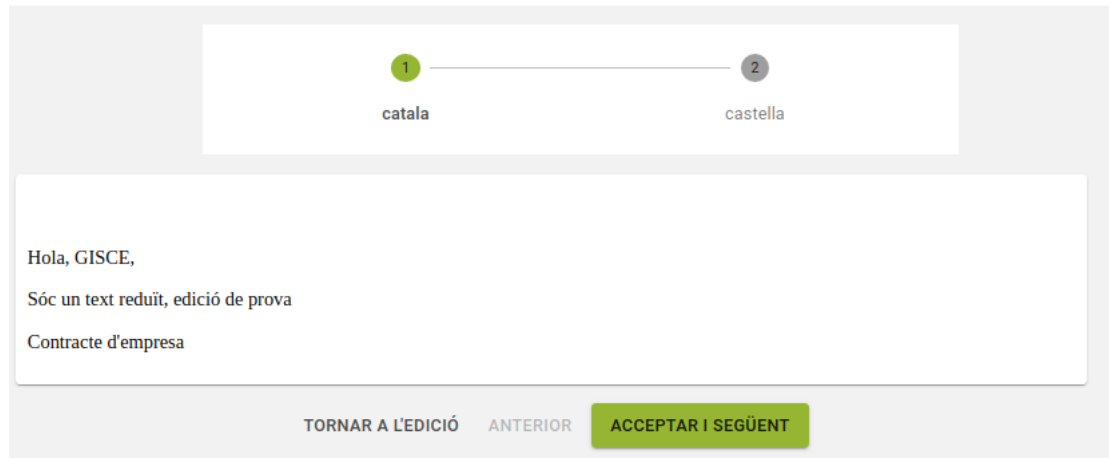 1 2
catala castella
Hola, GISCE,
Sóc un text reduït, edició de prova
Contracte d'empresa
TORNAR A L'EDICIÓ ANTERIOR ACCEPTAR I SEGÜENT